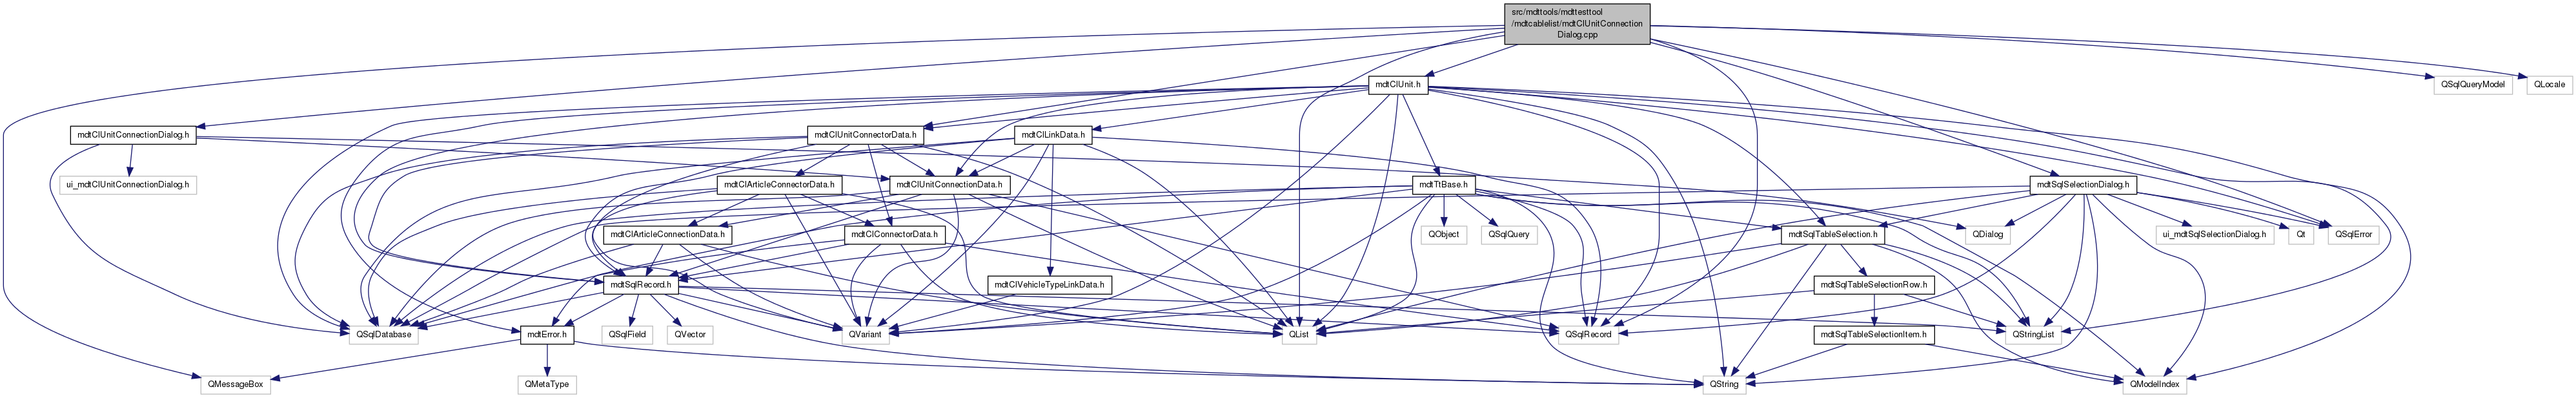 src/mdttools/mdttesttool
/mdtcablelist/mdtClUnitConnection
Dialog.cpp
mdtClUnit.h
QSqlQueryModel
QLocale
mdtClUnitConnectionDialog.h
mdtClUnitConnectorData.h
mdtClLinkData.h
ui_mdtClUnitConnectionDialog.h
mdtClArticleConnectorData.h
mdtClUnitConnectionData.h
mdtTtBase.h
mdtSqlSelectionDialog.h
mdtClArticleConnectionData.h
mdtClConnectorData.h
QObject
QSqlQuery
mdtSqlTableSelection.h
QDialog
ui_mdtSqlSelectionDialog.h
Qt
QSqlError
mdtSqlRecord.h
mdtClVehicleTypeLinkData.h
mdtSqlTableSelectionRow.h
QSqlDatabase
mdtError.h
QSqlField
QVector
QVariant
QList
QSqlRecord
mdtSqlTableSelectionItem.h
QStringList
QMessageBox
QMetaType
QString
QModelIndex